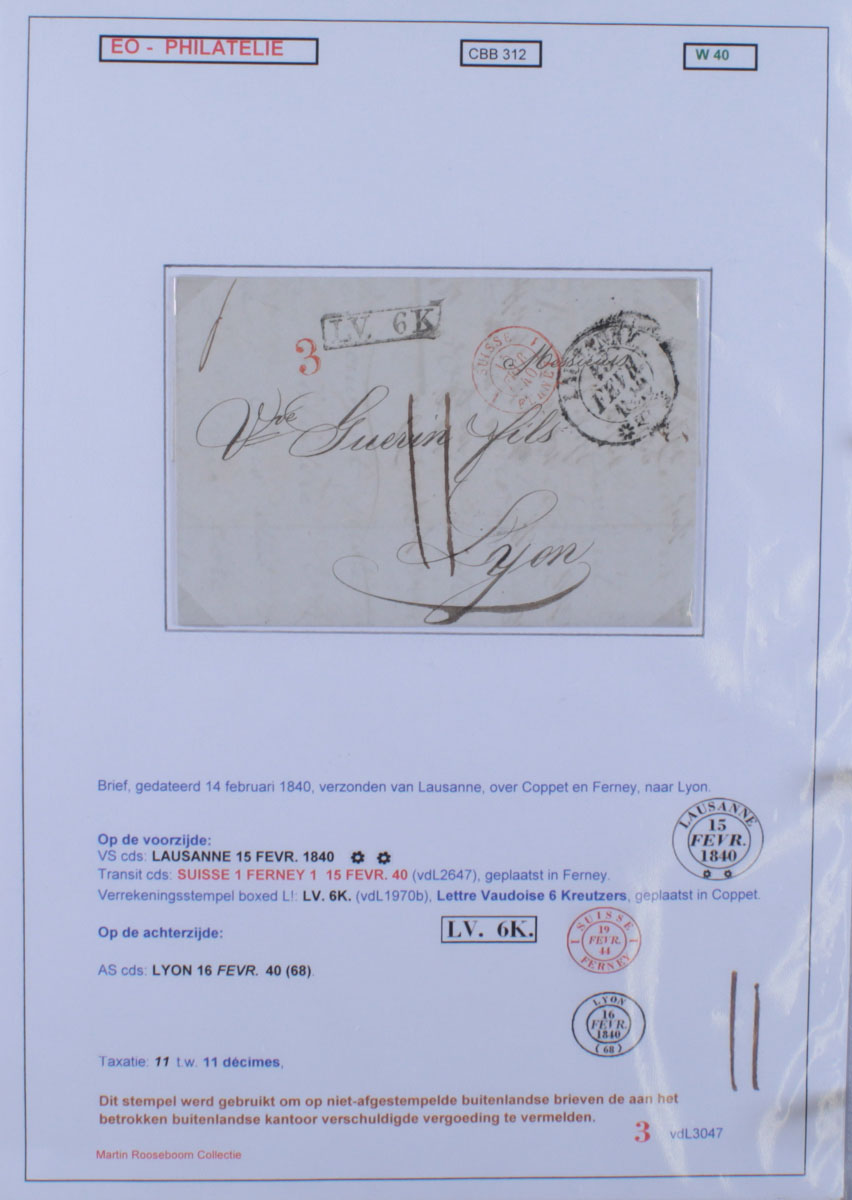 EO - PHILATELIE
CBB 312
W 40
LV. 6K
3
SUISSE 1
FERNEY 1
Messieurs
FEVR
Vve Guerin fils
11
Lyon
Brief, gedateerd 14 februari 1840, verzonden van Lausanne, over Coppet en Ferney, naar Lyon.
Op de voorzijde:
VS cds: LAUSANNE 15 FEVR. 1840
Transit cds: SUISSE 1 FERNEY 1 15 FEVR. 40 (vdL2647), geplaatst in Ferney.
Verrekeningsstempel boxed L!: LV. 6K. (vdL1970b), Lettre Vaudoise 6 Kreutzers, geplaatst in Coppet.
LAUSANNE
15
FEVR.
1840
Op de achterzijde:
LV. 6K.
1 SUISSE 1
19
FEVR.
44
FERNEY
AS cds: LYON 16 FEVR. 40 (68).
LYON
16
FEVR.
1840
(68)
11
Taxatie: 11 t.w. 11 décimes,
Dit stempel werd gebruikt om op niet-afgestempelde buitenlandse brieven de aan het
betrokken buitenlandse kantoor verschuldigde vergoeding te vermelden.
3 vdL3047
Martin Rooseboom Collectie